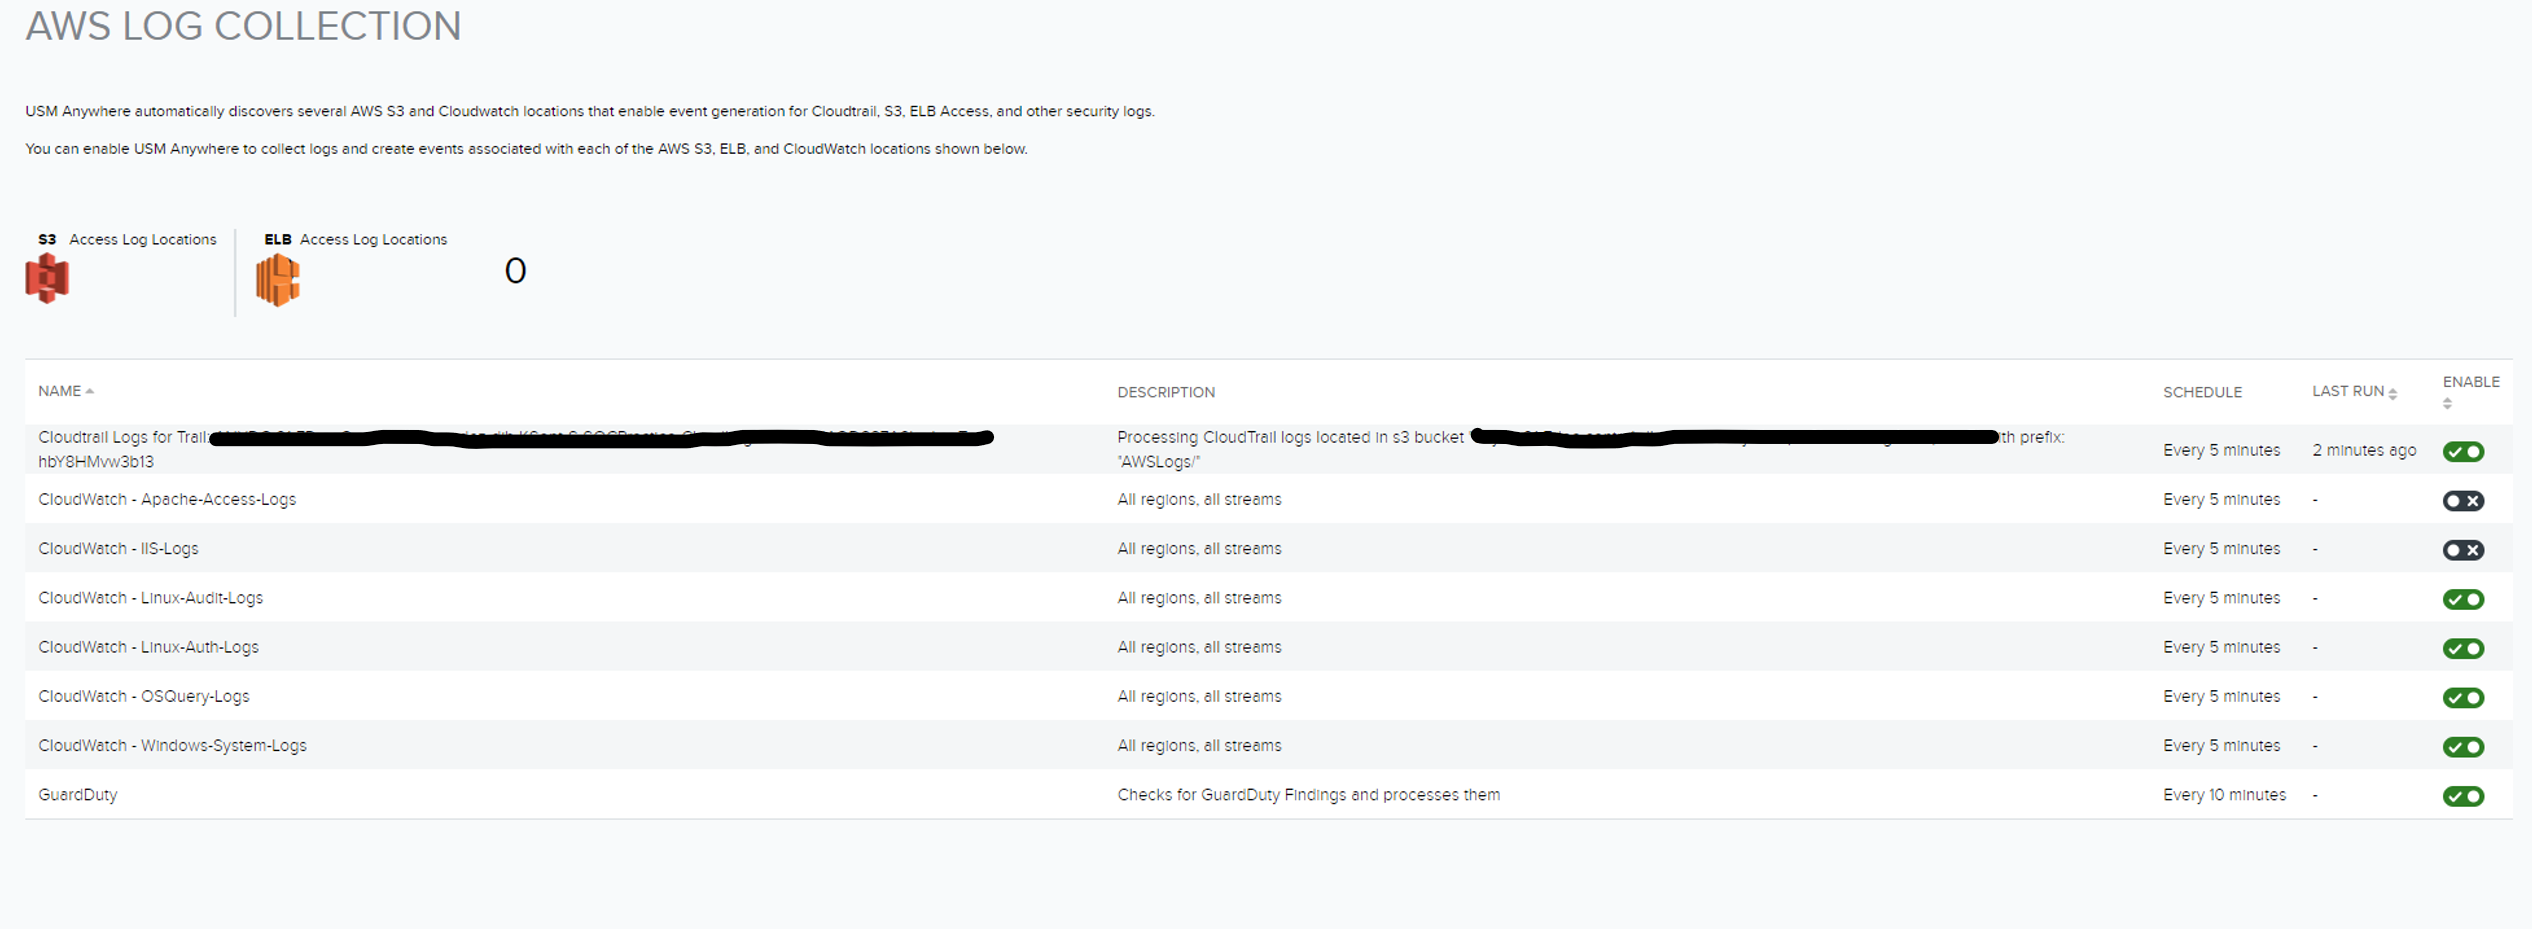 AWS LOG COLLECTION
USM Anywhere automatically discovers several AWS S3 and Cloudwatch locations that enable event generation for Cloudtrail, S3, ELB Access, and other security logs.
You can enable USM Anywhere to collect logs and create events associated with each of the AWS S3, ELB, and CloudWatch locations shown below.
S3 Access Log Locations ELB Access Log Locations
0
NAME DESCRIPTION SCHEDULE LAST RUN ENABLE
Cloudtrail Logs for Trail: Processing CloudTrail logs located in s3 bucket prefix:
hbY8HMvw3b13 "AWSLogs/" Every 5 minutes 2 minutes ago
CloudWatch - Apache-Access-Logs All regions, all streams Every 5 minutes -
CloudWatch - IIS-Logs All regions, all streams Every 5 minutes -
CloudWatch - Linux-Audit-Logs All regions, all streams Every 5 minutes -
CloudWatch - Linux-Auth-Logs All regions, all streams Every 5 minutes -
CloudWatch - OSQuery-Logs All regions, all streams Every 5 minutes -
CloudWatch - Windows-System-Logs All regions, all streams Every 5 minutes -
GuardDuty Checks for GuardDuty Findings and processes them Every 10 minutes -